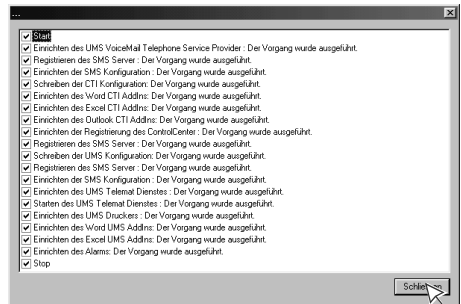 ...
Start
Einrichten des UMS VoiceMail Telephone Service Provider : Der Vorgang wurde ausgeführt.
Registrieren des SMS Server : Der Vorgang wurde ausgeführt.
Einrichten der SMS Konfiguration : Der Vorgang wurde ausgeführt.
Schreiben der CTI Konfiguration: Der Vorgang wurde ausgeführt.
Einrichten des Word CTI AddIns: Der Vorgang wurde ausgeführt.
Einrichten des Excel CTI AddIns: Der Vorgang wurde ausgeführt.
Einrichten des Outlook CTI AddIns: Der Vorgang wurde ausgeführt.
Einrichten der Registrierung des ControlCenter : Der Vorgang wurde ausgeführt.
Registrieren des SMS Server : Der Vorgang wurde ausgeführt.
Schreiben der UMS Konfiguration: Der Vorgang wurde ausgeführt.
Registrieren des SMS Server : Der Vorgang wurde ausgeführt.
Einrichten der SMS Konfiguration : Der Vorgang wurde ausgeführt.
Einrichten des UMS Telemat Dienstes : Der Vorgang wurde ausgeführt.
Starten des UMS Telemat Dienstes : Der Vorgang wurde ausgeführt.
Einrichten des UMS Druckers : Der Vorgang wurde ausgeführt.
Einrichten des Word UMS AddIns: Der Vorgang wurde ausgeführt.
Einrichten des Excel UMS AddIns: Der Vorgang wurde ausgeführt.
Einrichten des Alarms: Der Vorgang wurde ausgeführt.
Stop
Schließen